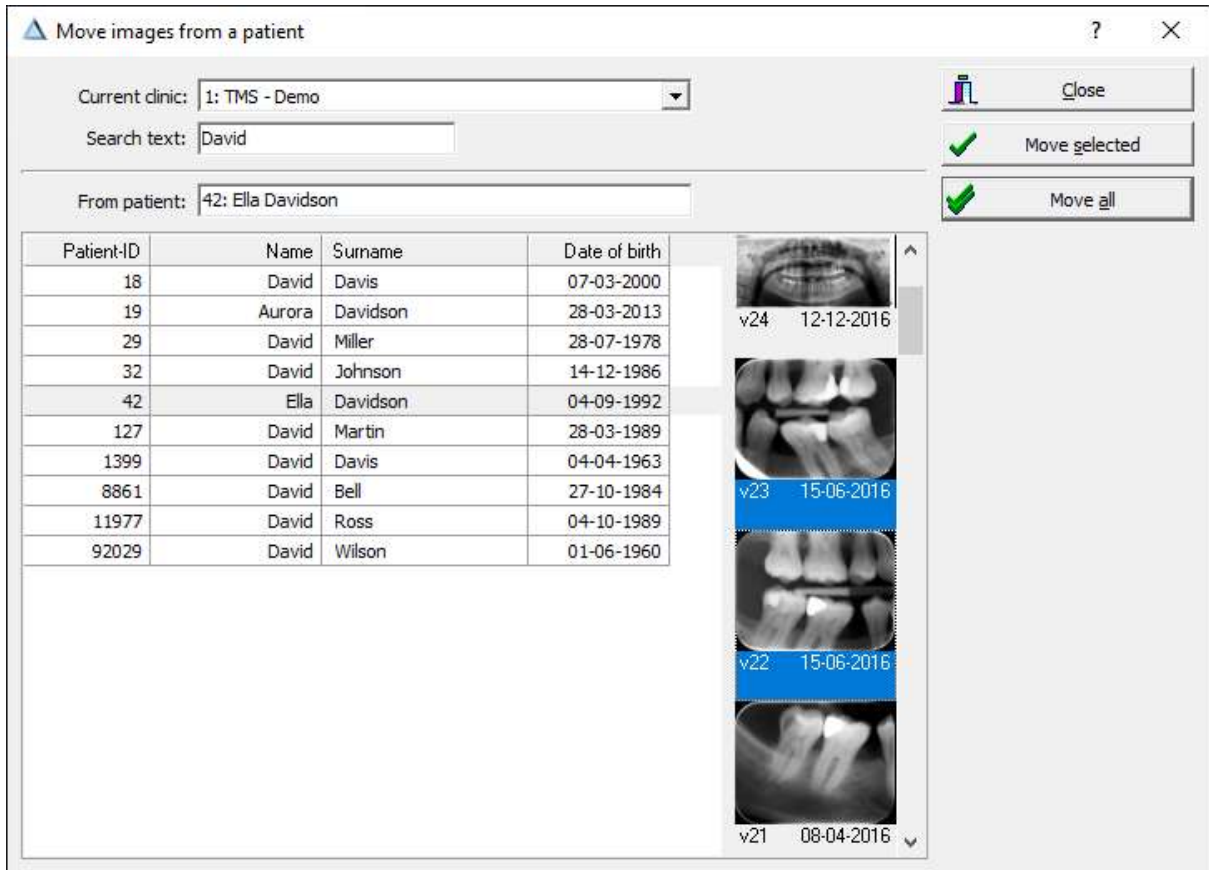 Move images from a patient ?
Current clinic: 1: TMS - Demo
Close
Search text: David
Move selected
From patient: 42: Ella Davidson
Move all
Patient-ID Name Surname Date of birth
18 David Davis 07-03-2000
19 Aurora Davidson 28-03-2013
29 David Miller 28-07-1978
32 David Johnson 14-12-1986
42 Ella Davidson 04-09-1992
127 David Martin 28-03-1989
1399 David Davis 04-04-1963
8861 David Bell 27-10-1984
11977 David Ross 04-10-1989
92029 David Wilson 01-06-1960
v24 12-12-2016
v23 15-06-2016
v22 15-06-2016
v21 08-04-2016